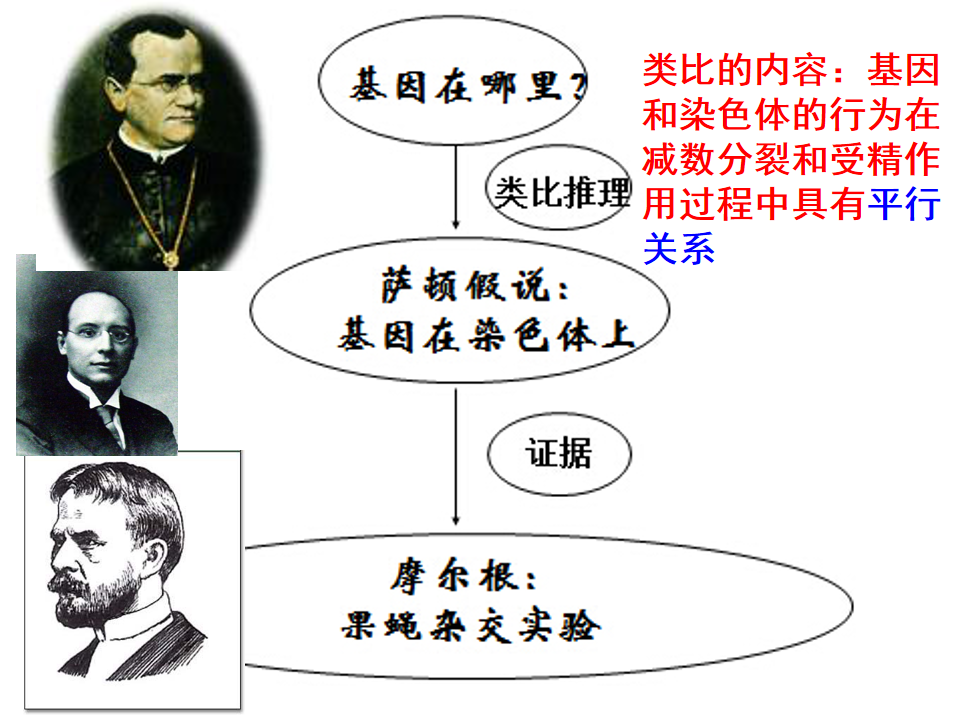 基因在哪里？
类比的内容：基因
和染色体的行为在
减数分裂和受精作
用过程中具有平行
关系
类比推理
萨顿假说：
基因在染色体上
证据
摩尔根：
果蝇杂交实验